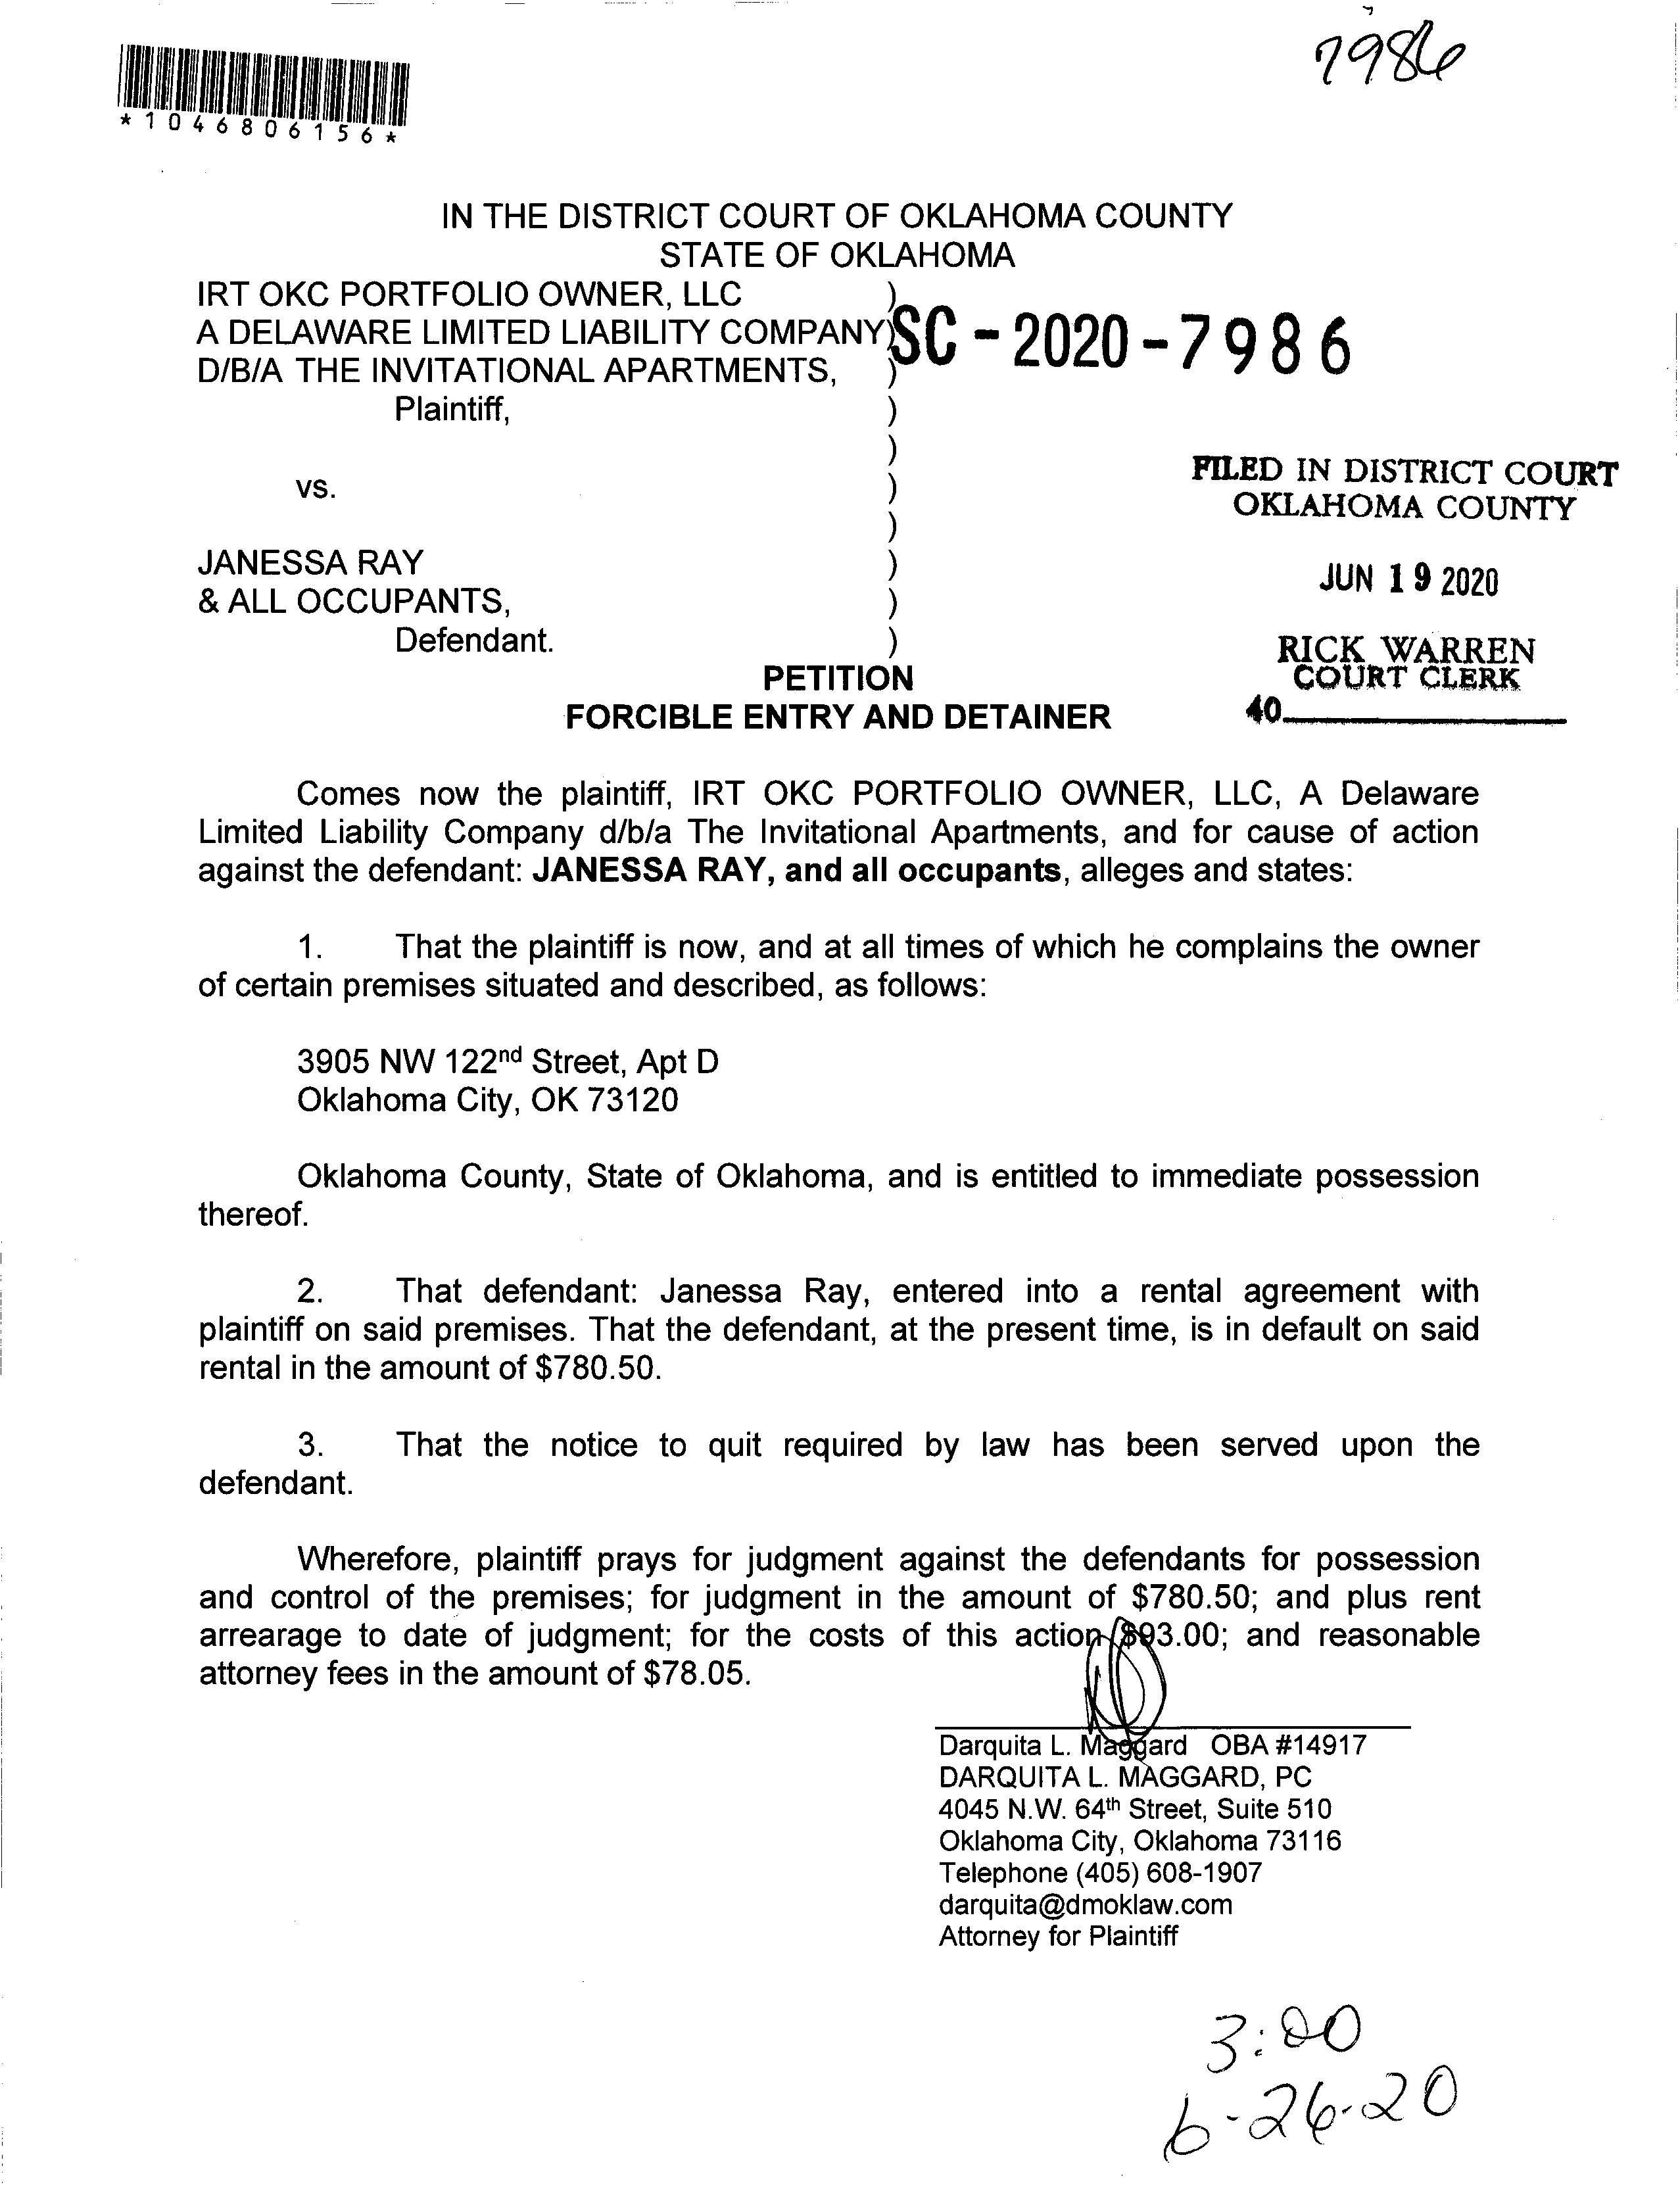 7986
*1046806156*
IN THE DISTRICT COURT OF OKLAHOMA COUNTY
STATE OF OKLAHOMA
IRT OKC PORTFOLIO OWNER, LLC )
A DELAWARE LIMITED LIABILITY COMPANY) SC-2020-7986
D/B/A THE INVITATIONAL APARTMENTS, )
Plaintiff, )
)
vs. )
)
JANESSA RAY )
& ALL OCCUPANTS, )
Defendant. )
FILED IN DISTRICT COURT
OKLAHOMA COUNTY
JUN 19 2020
RICK WARREN
COURT CLERK
40
PETITION
FORCIBLE ENTRY AND DETAINER
Comes now the plaintiff, IRT OKC PORTFOLIO OWNER, LLC, A Delaware
Limited Liability Company d/b/a The Invitational Apartments, and for cause of action
against the defendant: JANESSA RAY, and all occupants, alleges and states:
1. That the plaintiff is now, and at all times of which he complains the owner
of certain premises situated and described, as follows:
3905 NW 122nd Street, Apt D
Oklahoma City, OK 73120
Oklahoma County, State of Oklahoma, and is entitled to immediate possession
thereof.
2. That defendant: Janessa Ray, entered into a rental agreement with
plaintiff on said premises. That the defendant, at the present time, is in default on said
rental in the amount of $780.50.
3. That the notice to quit required by law has been served upon the
defendant.
Wherefore, plaintiff prays for judgment against the defendants for possession
and control of the premises; for judgment in the amount of $780.50; and plus rent
arrearage to date of judgment; for the costs of this action $93.00; and reasonable
attorney fees in the amount of $78.05.
Darquita L. Maggard OBA #14917
DARQUITA L. MAGGARD, PC
4045 N.W. 64th Street, Suite 510
Oklahoma City, Oklahoma 73116
Telephone (405) 608-1907
darquita@dmoklaw.com
Attorney for Plaintiff
3:00
6-26-20